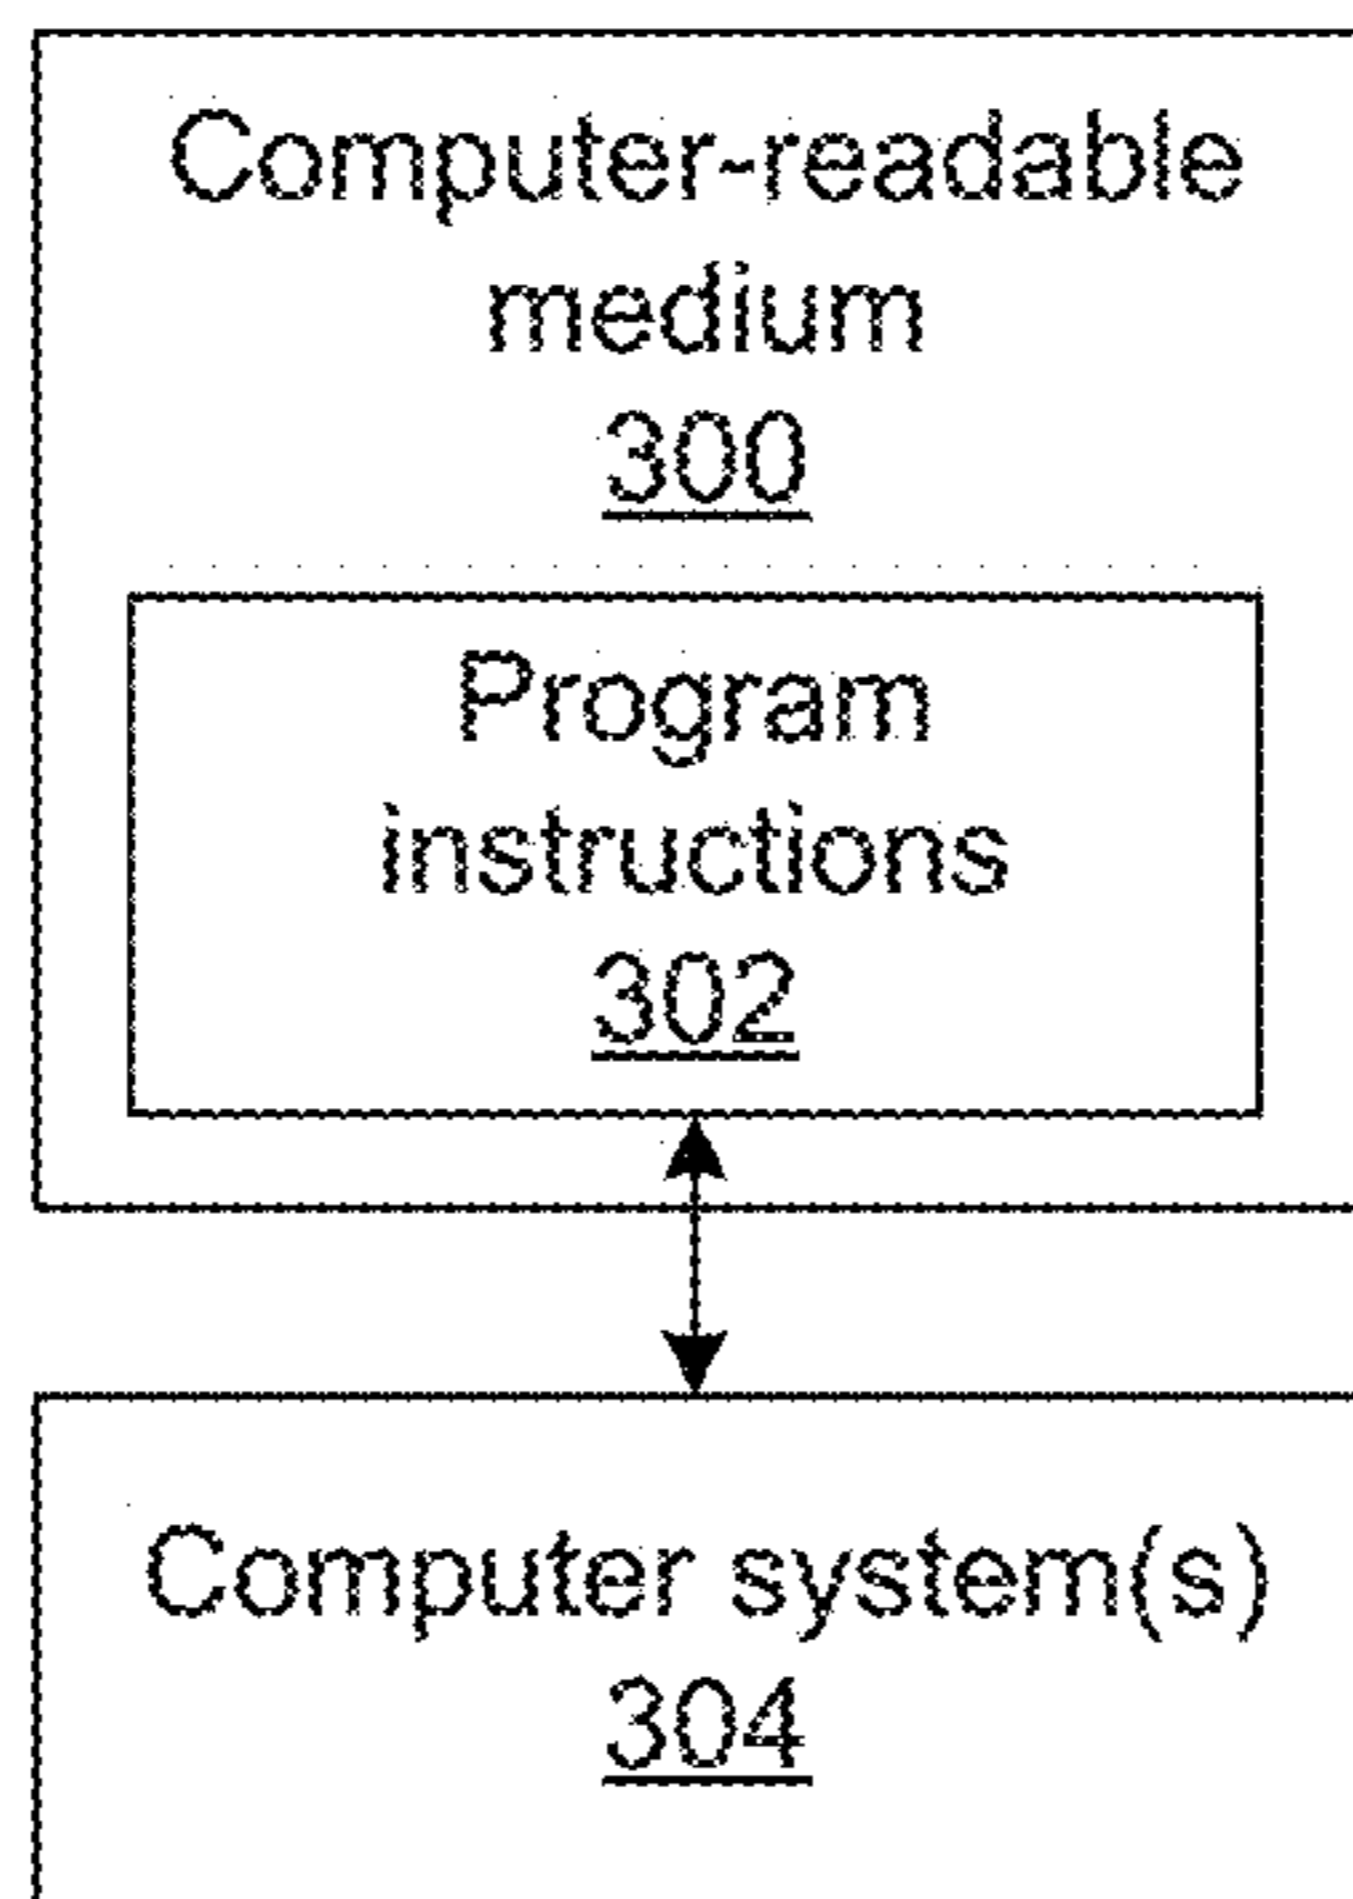 Computer-readable
medium
300
Program
instructions
302
Computer system(s)
304